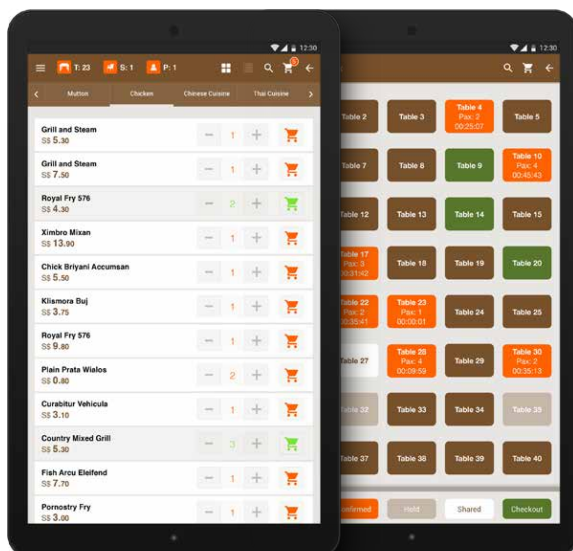 12:30
T: 23 S: 1 P: 1 5
Mutton Chicken Chinese Cuisine Thai Cuisine
Grill and Steam
S$ 5.30 1
Grill and Steam
S$ 7.50 1
Royal Fry 576
S$ 4.30 2
Ximbro Mixan
S$ 13.90 1
Chick Briyani Accumsan
S$ 5.50 1
Klismora Buj
S$ 3.75 1
Royal Fry 576
S$ 9.80 1
Plain Prata Wialos
S$ 0.80 2
Curabitur Vehicula
S$ 3.10 1
Country Mixed Grill
S$ 5.30 3
Fish Arcu Eleifend
S$ 7.70 1
Pornostry Fry
S$ 3.00 1
12:30
Table 2 Table 3 Table 4 Table 5
Pax: 2
00:25:07
Table 7 Table 8 Table 9 Table 10
Pax: 4
00:45:43
Table 12 Table 13 Table 14 Table 15
Table 17 Table 18 Table 19 Table 20
Pax: 3
00:31:42
Table 22 Table 23 Table 24 Table 25
Pax: 2 Pax: 1
00:35:41 00:00:01
Table 27 Table 28 Table 29 Table 30
Pax: 4 Pax: 2
00:09:59 00:35:13
Table 32 Table 33 Table 34 Table 35
Table 37 Table 38 Table 39 Table 40
Held Shared Checkout